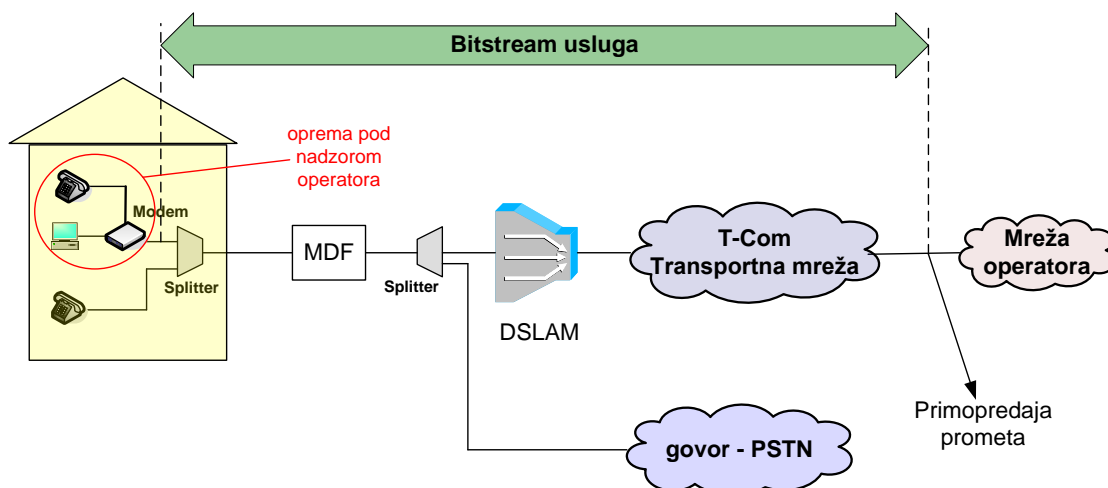 Bitstream usluga
oprema pod
nadzorom
operatora
Modem
Splitter
MDF
Splitter
DSLAM
T-Com
Transportna mreža
Mreža
operatora
Primopredaja
prometa
govor - PSTN